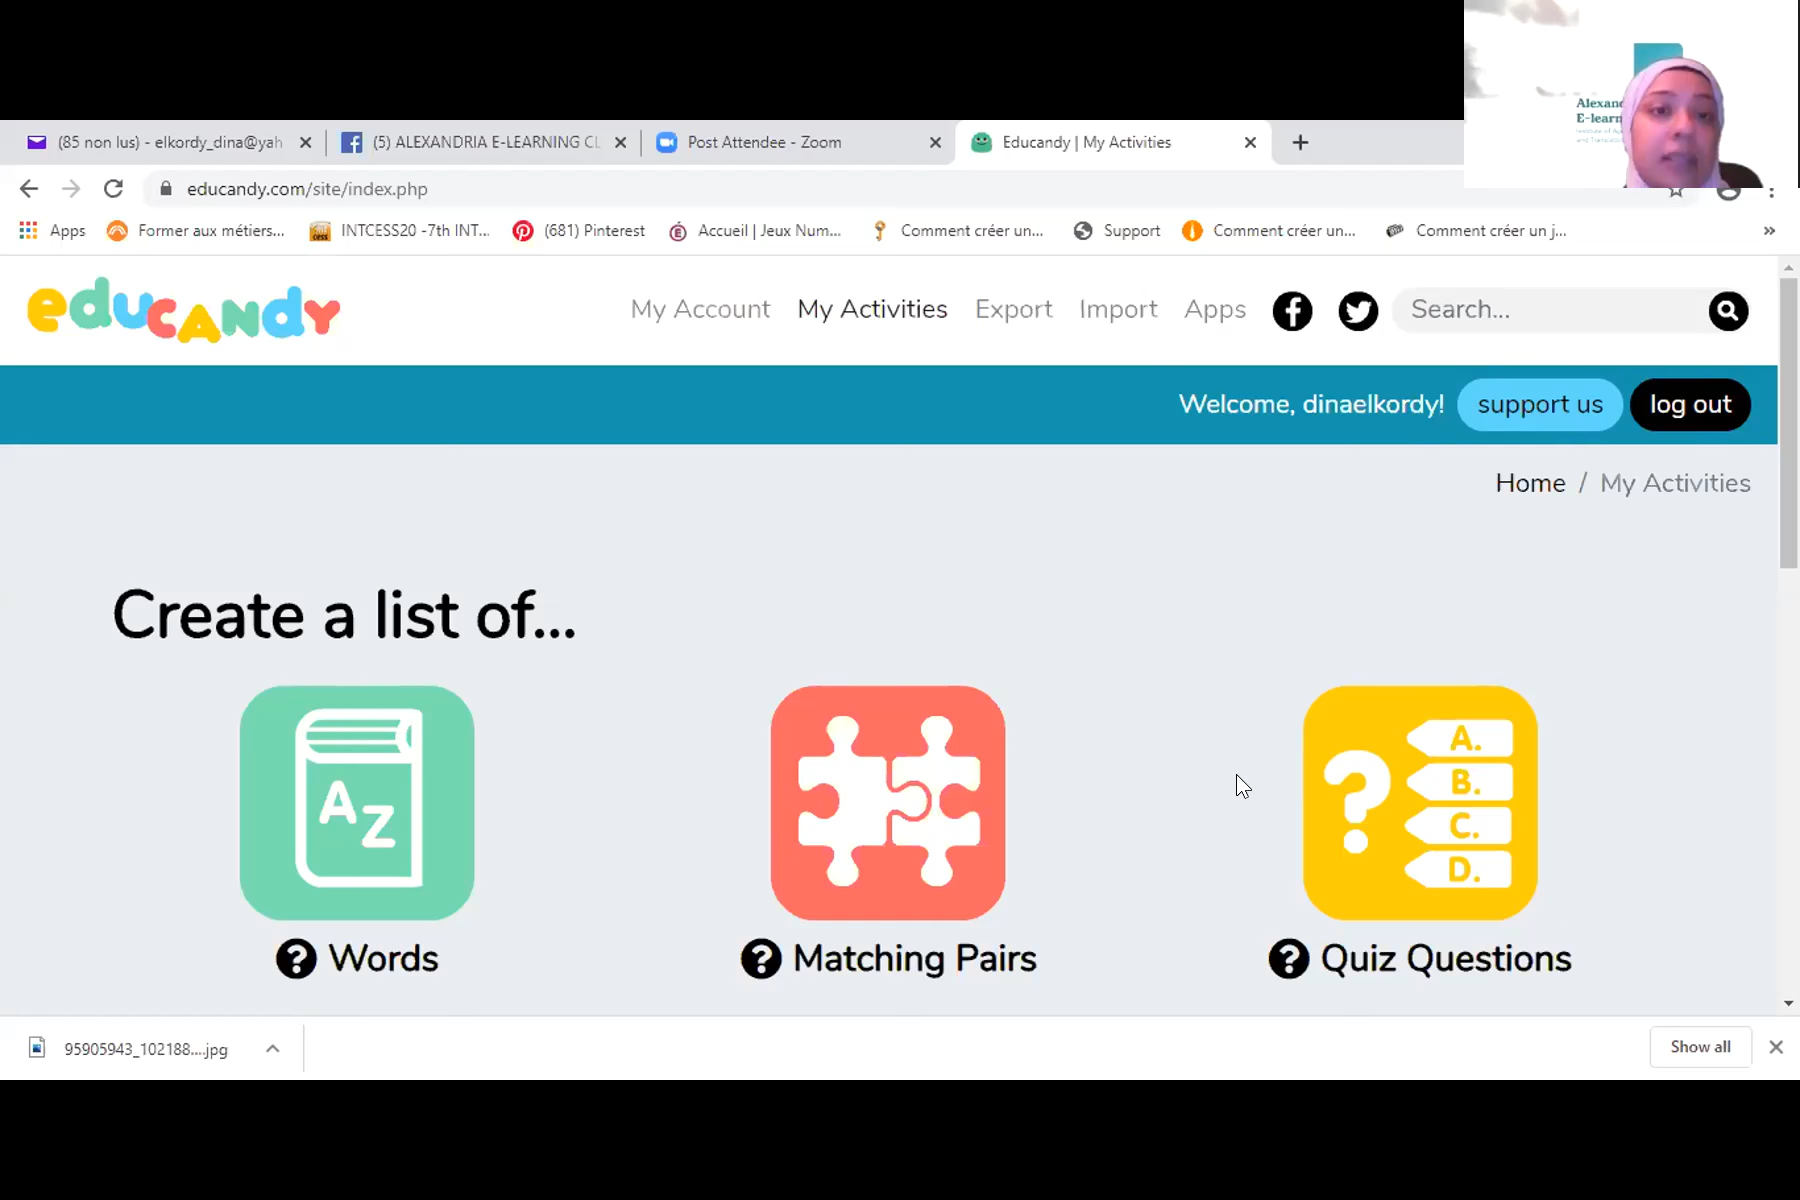 Alexan
E-learn
(85 non lus) - elkordy_dina@yah
(5) ALEXANDRIA E-LEARNING CL
Post Attendee - Zoom
Educandy | My Activities
educandy.com/site/index.php
Apps
Former aux métiers...
INTCESS20 -7th INT...
(681) Pinterest
Accueil | Jeux Num...
Comment créer un...
Support
Comment créer un...
Comment créer un j...
»
educandy
My Account
My Activities
Export
Import
Apps
Search...
Welcome, dinaelkordy!
support us
log out
Home / My Activities
Create a list of...
A
Z
? Words
? Matching Pairs
?
A.
B.
C.
D.
? Quiz Questions
95905943_102188....jpg
Show all